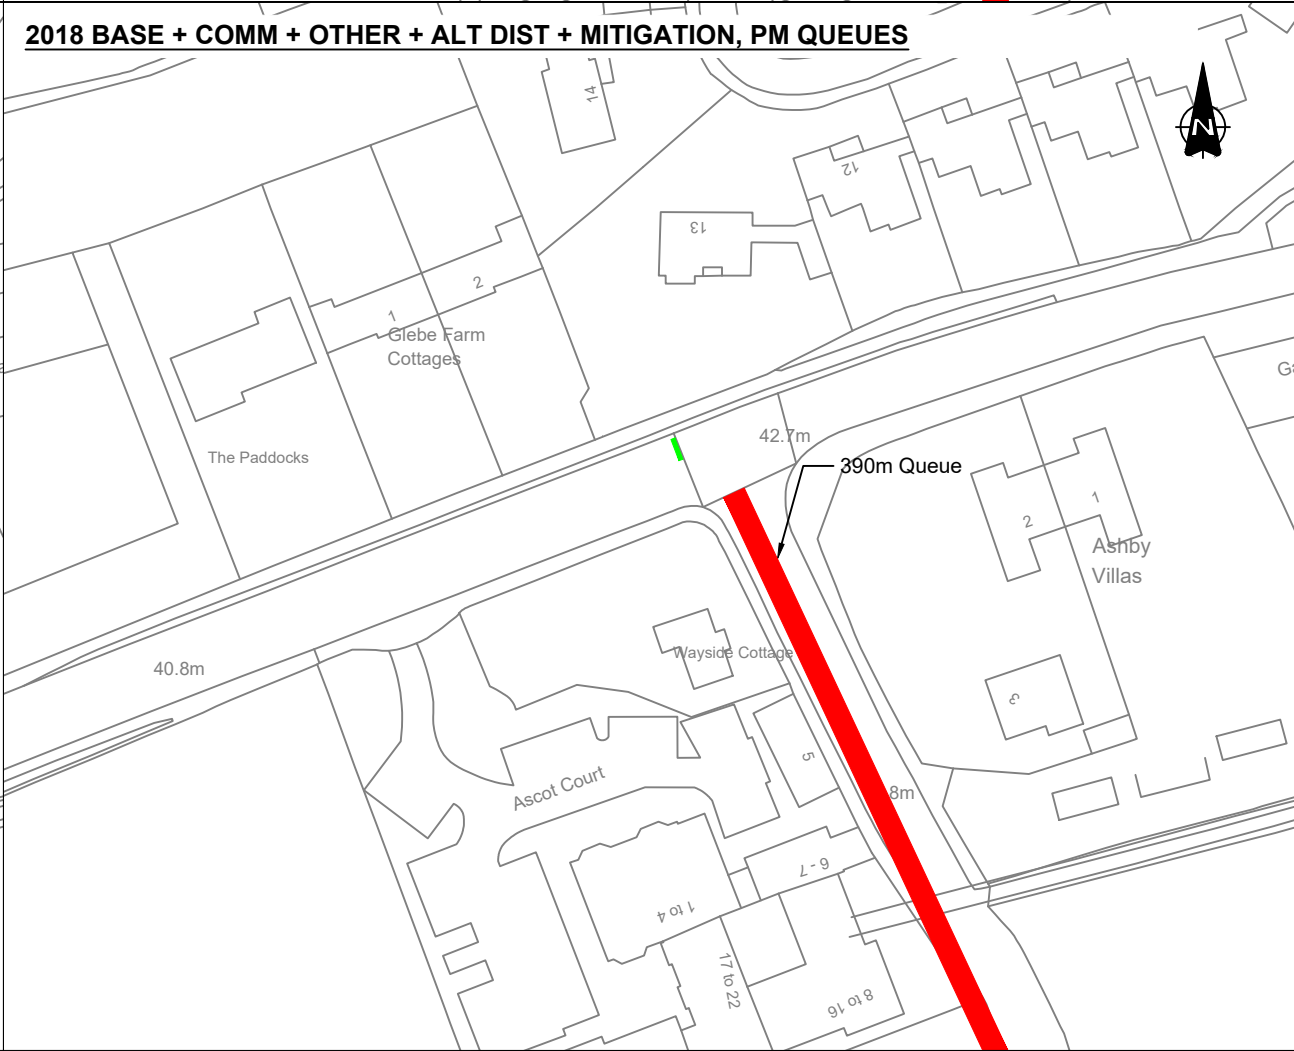 2018 BASE + COMM + OTHER + ALT DIST + MITIGATION, PM QUEUES
14
N
12
13
2
1
Glebe Farm
Cottages
Ga
The Paddocks
42.7m
390m Queue
1
2
Ashby
Villas
40.8m
Wayside Cottage
3
5
Ascot Court
8m
6 - 7
1 to 4
17 to 22
8 to 16